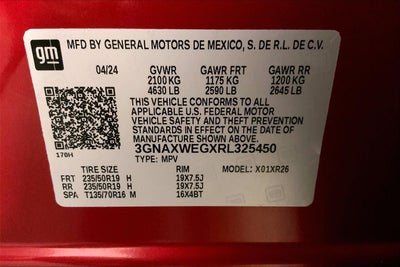 gm
MFD BY GENERAL MOTORS DE MEXICO, S. DE R.L. DE C.V.
04/24 GVWR GAWR FRT GAWR RR
2100 KG 1175 KG 1200 KG
4630 LB 2590 LB 2645 LB
THIS VEHICLE CONFORMS TO ALL
APPLICABLE U.S. FEDERAL MOTOR
VEHICLE SAFETY AND THEFT
PREVENTION STANDARDS IN
EFFECT ON THE DATE OF
MANUFACTURE SHOWN ABOVE.
170H 3GNAXWEGXRL325450
TYPE: MPV MODEL: X01XR26
TIRE SIZE RIM
FRT 235/50R19 H 19X7.5J
RR 235/50R19 H 19X7.5J
SPA T135/70R16 M 16X4BT